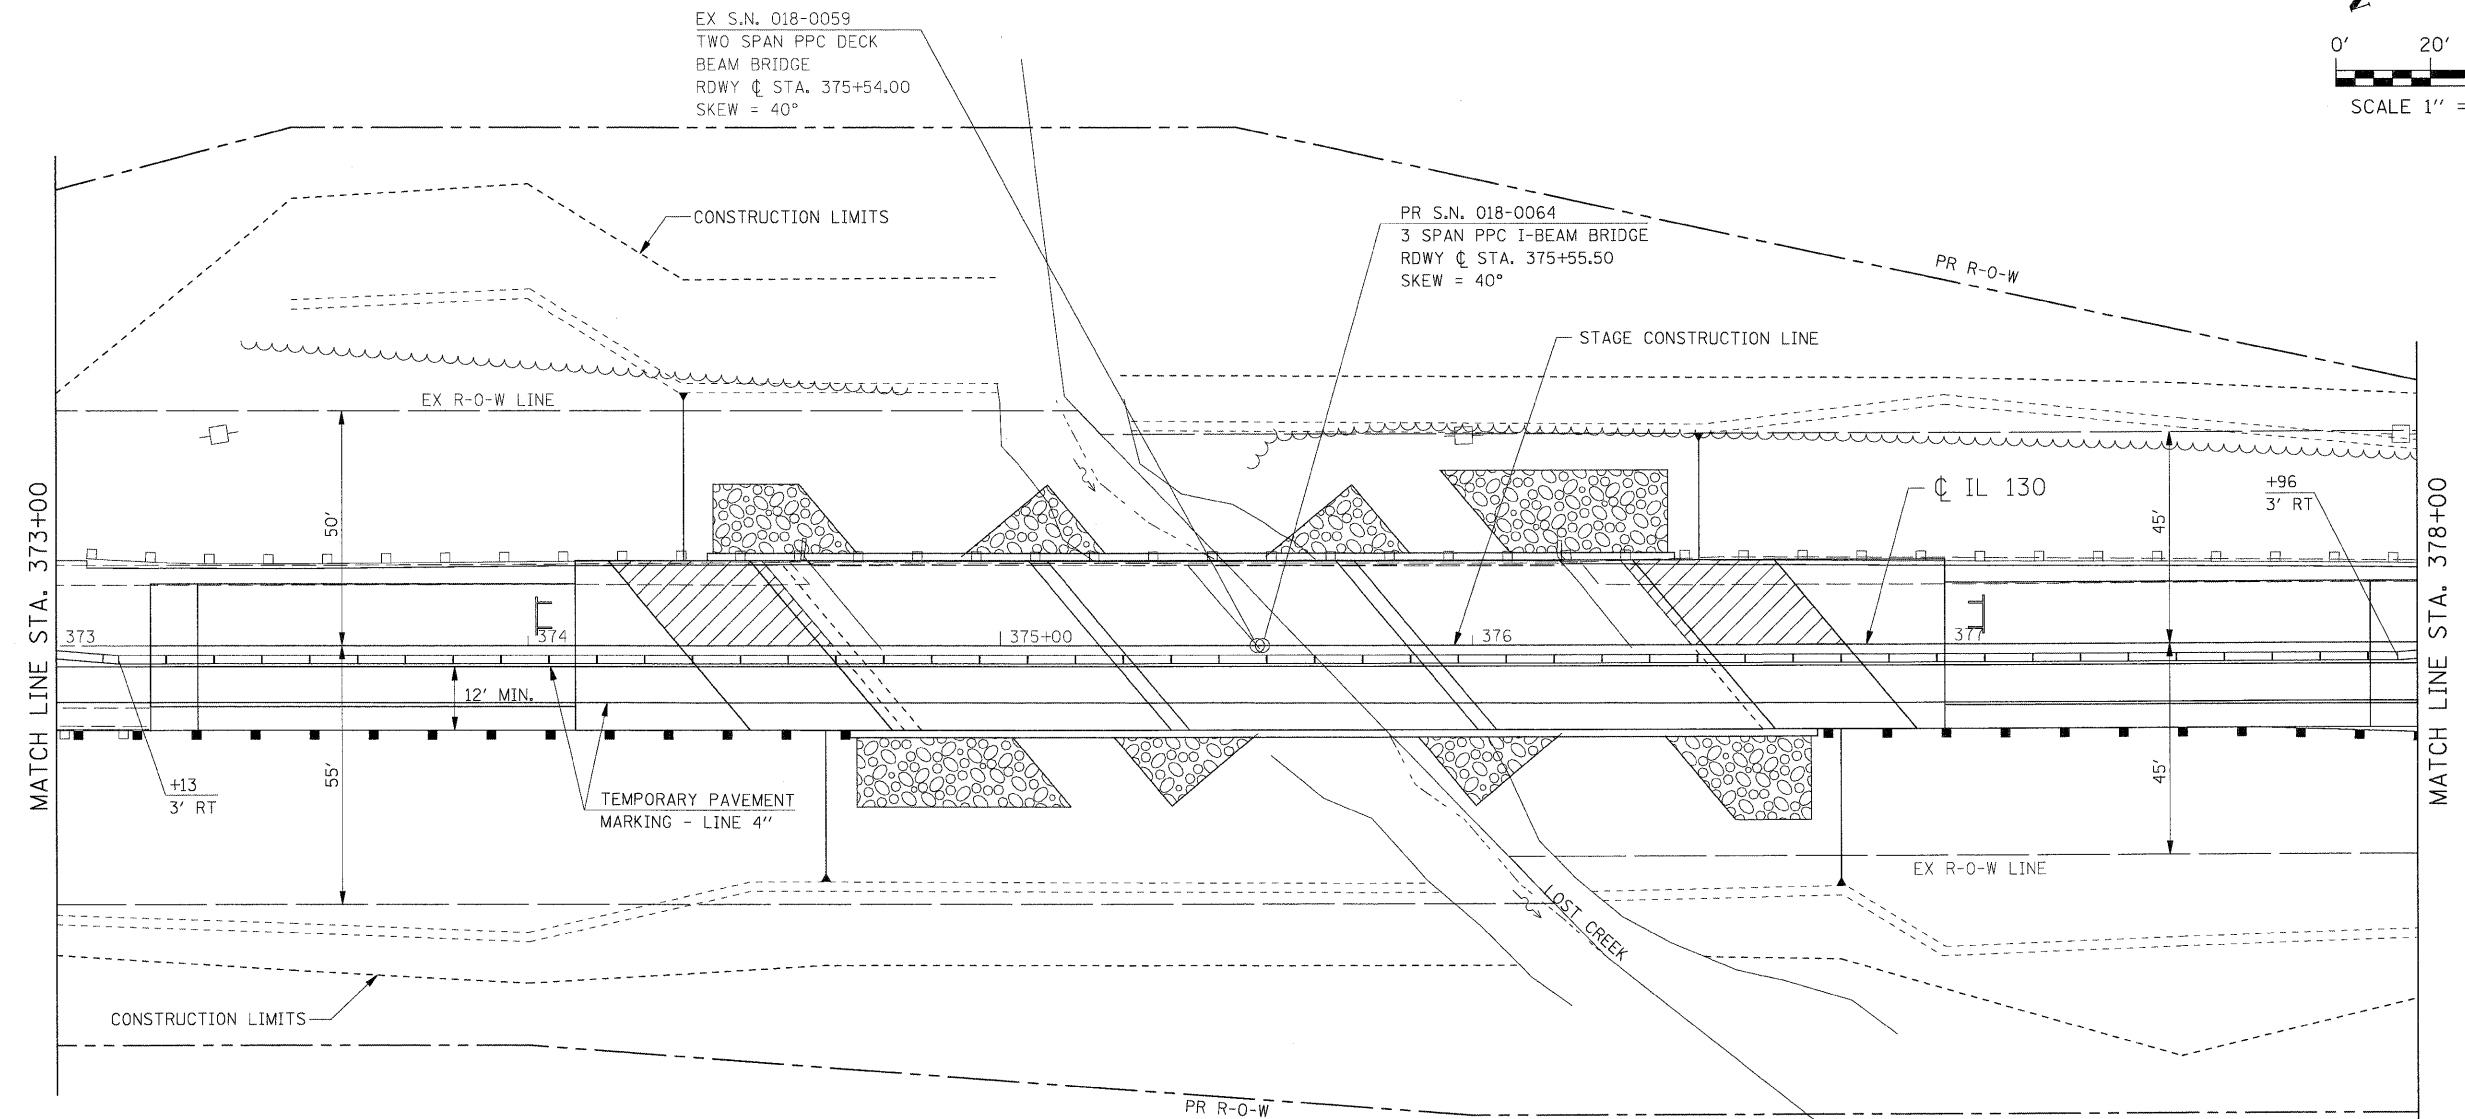 EX S.N. 018-0059
TWO SPAN PPC DECK
BEAM BRIDGE
RDWY ℄ STA. 375+54.00
SKEW = 40°
0' 20'
SCALE 1" =
CONSTRUCTION LIMITS
PR S.N. 018-0064
3 SPAN PPC I-BEAM BRIDGE
RDWY ℄ STA. 375+55.50
SKEW = 40°
PR R-O-W
STAGE CONSTRUCTION LINE
EX R-O-W LINE
℄ IL 130
+96
3' RT
50'
45'
MATCH LINE STA. 373+00
MATCH LINE STA. 378+00
373
374
375+00
376
377
12' MIN.
+13
3' RT
55'
45'
TEMPORARY PAVEMENT
MARKING - LINE 4"
EX R-O-W LINE
LOST CREEK
CONSTRUCTION LIMITS
PR R-O-W